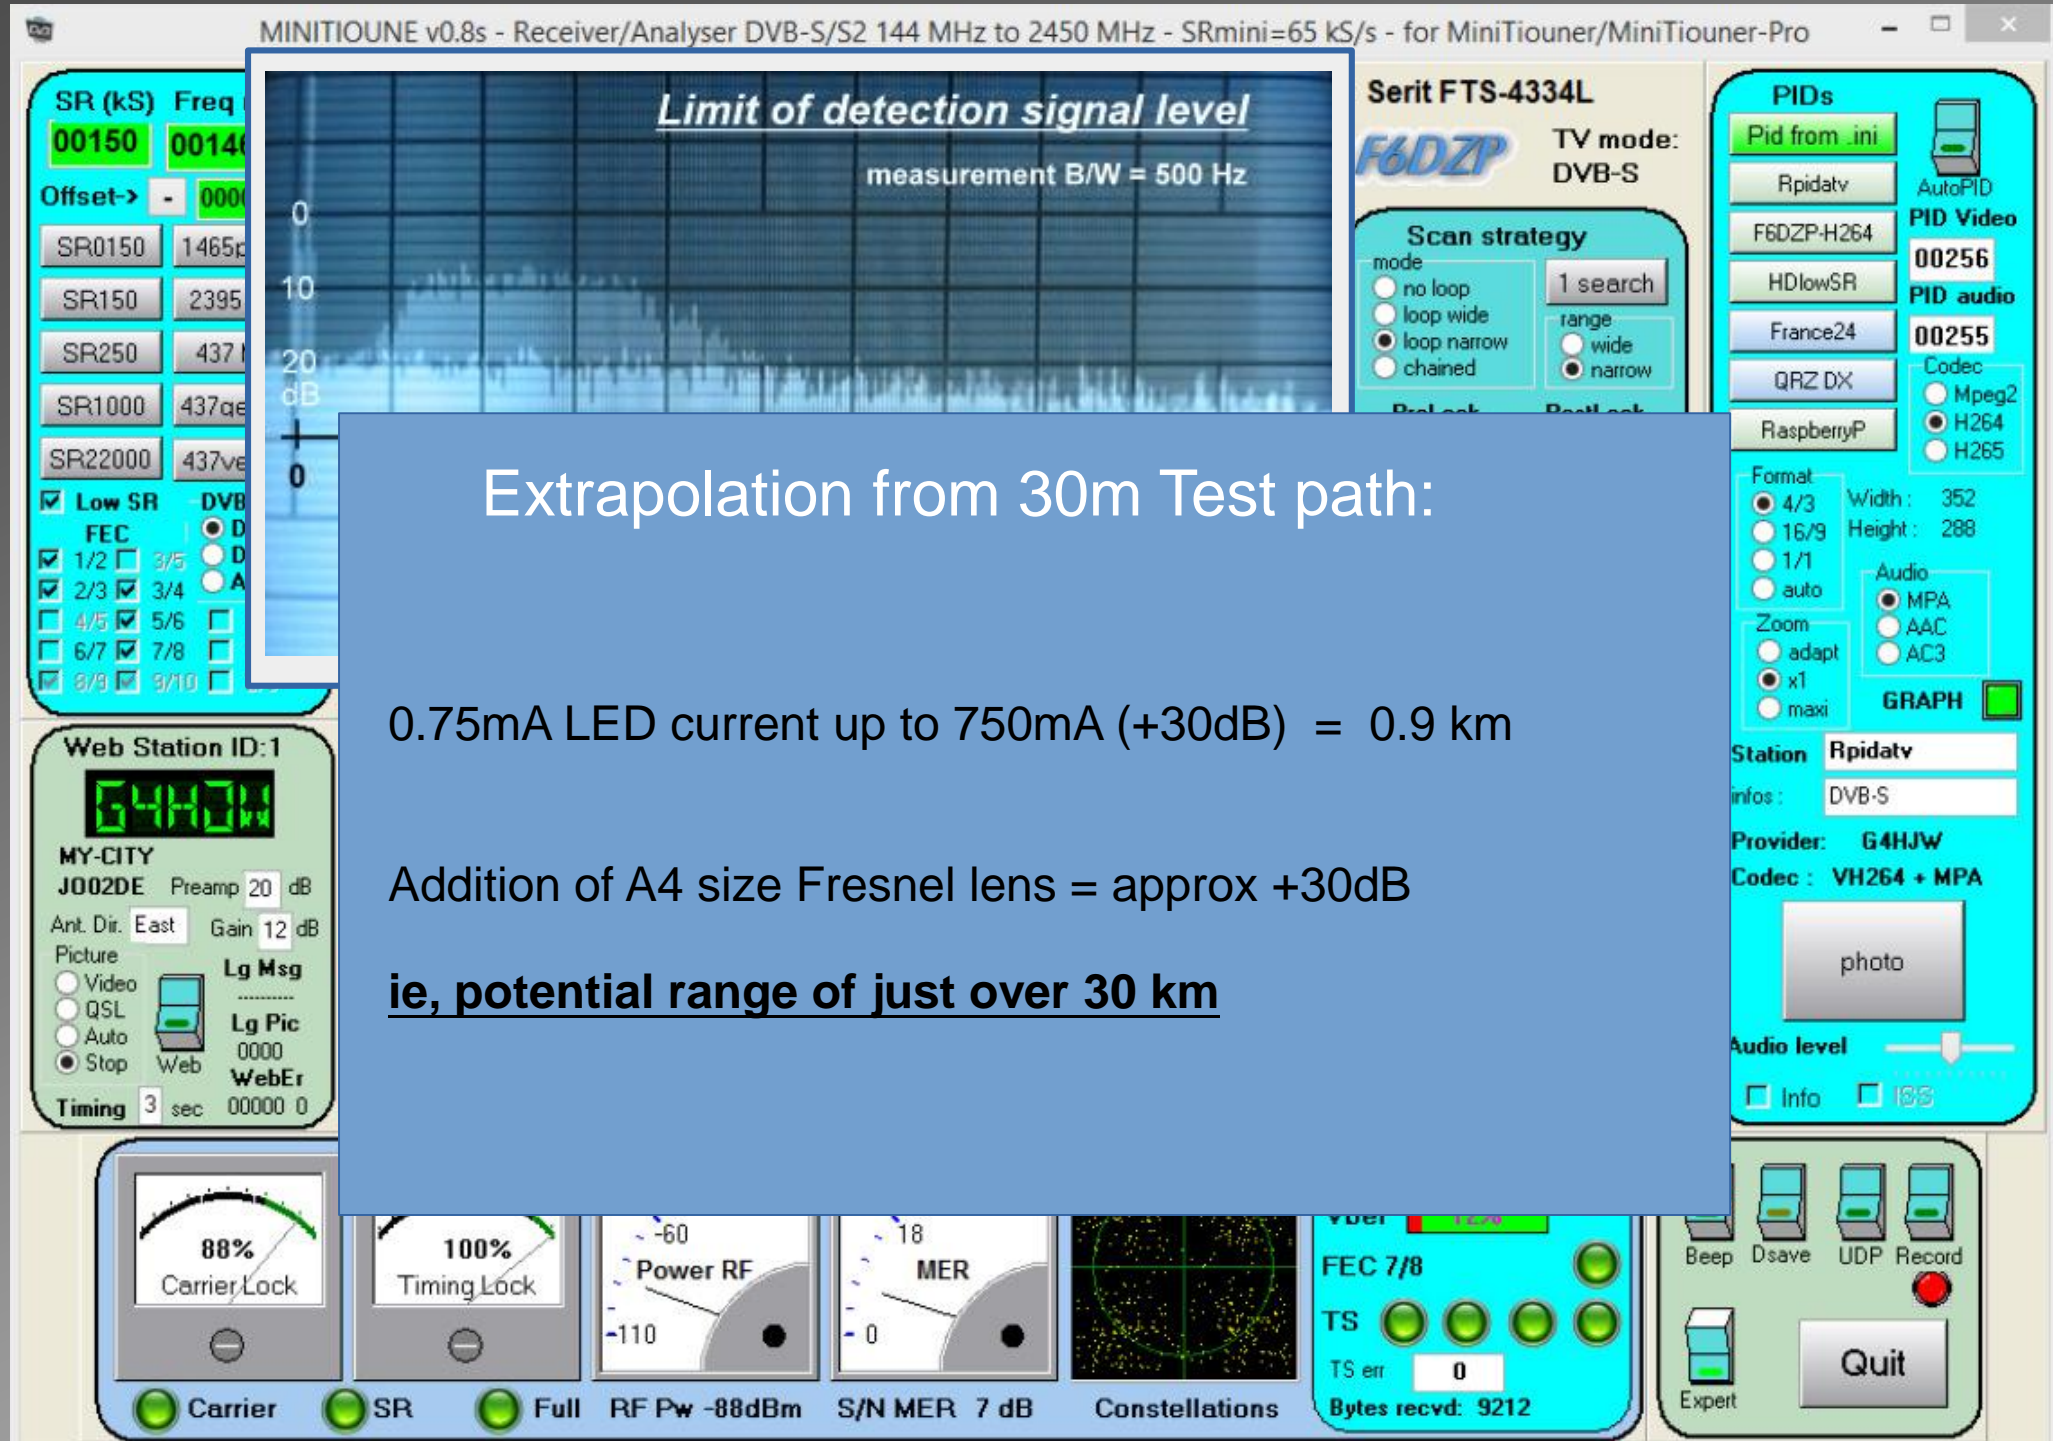 MINITIOUNE v0.8s - Receiver/Analyser DVB-S/S2 144 MHz to 2450 MHz - SRmini=65 kS/s - for MiniTiouner/MiniTiouner-Pro
SR (kS) Freq
00150
Offset-> -
SR0150
SR150 2395
SR250 437
SR1000
SR22000
Low SR
FEC
1/2 3/5
2/3 3/4
4/5 5/6
6/7 7/8
8/9 9/10
Limit of detection signal level
measurement B/W = 500 Hz
0
10
20
dB
0
Serit FTS-4334L
F6DZP
TV mode:
DVB-S
Scan strategy
mode
no loop
loop wide
loop narrow
chained
1 search
range
wide
narrow
PIDs
Pid from .ini
Rpidatv
F6DZP-H264
HDlowSR
France24
QRZ DX
RaspberryP
AutoPID
PID Video
00256
PID audio
00255
Codec
Mpeg2
H264
H265
Format
4/3
16/9
1/1
auto
Width : 352
Height : 288
Zoom
adapt
x1
maxi
Audio
MPA
AAC
AC3
GRAPH
Station Rpidatv
infos : DVB-S
Provider: G4HJW
Codec : VH264 + MPA
photo
Audio level
Info
Extrapolation from 30m Test path:
0.75mA LED current up to 750mA (+30dB) = 0.9 km
Addition of A4 size Fresnel lens = approx +30dB
ie, potential range of just over 30 km
Web Station ID:1
G4HJW
MY-CITY
JO02DE Preamp 20 dB
Ant. Dir. East Gain 12 dB
Picture
Video
QSL
Auto
Stop
Web
Lg Msg
----------
Lg Pic
0000
WebEr
00000 0
Timing 3 sec
88%
Carrier Lock
100%
Timing Lock
-60
Power RF
-110
18
MER
0
Carrier SR Full RF Pw -88dBm S/N MER 7 dB Constellations
FEC 7/8
TS
TS err 0
Bytes recvd: 9212
Beep Dsave UDP Record
Expert
Quit